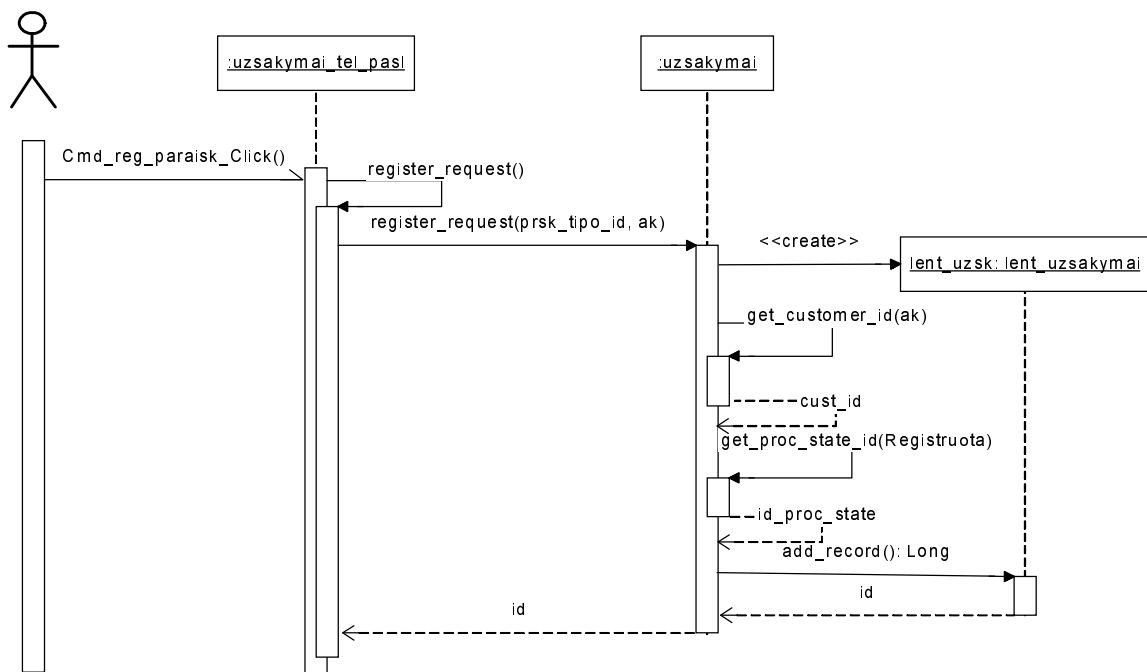 :uzsakymai_tel_pasl
:uzsakymai
Cmd_reg_paraisk_Click()
register_request()
register_request(prsk_tipo_id, ak)
<<create>>
lent_uzsk: lent_uzsakymai
get_customer_id(ak)
cust_id
get_proc_state_id(Registruota)
id_proc_state
add_record(): Long
id
id